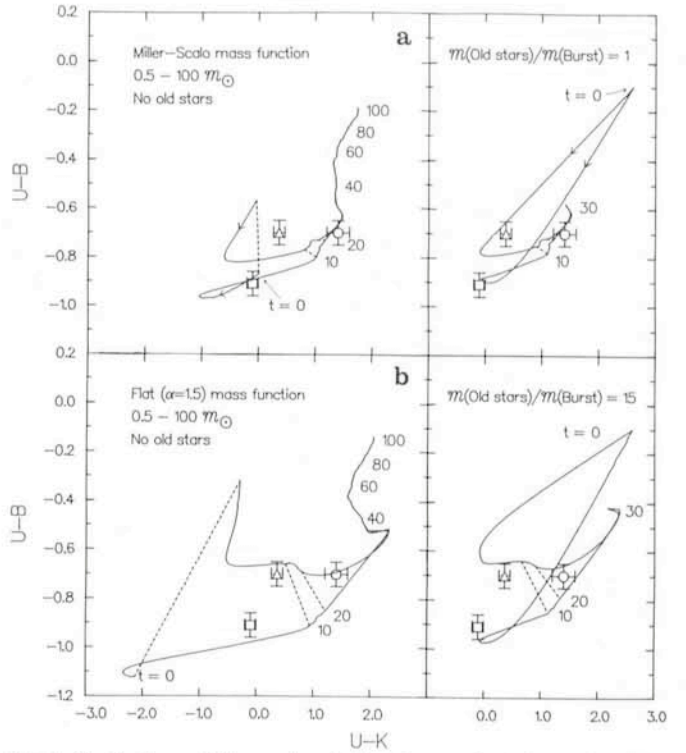 a
Miller-Scalo mass function
0.5 - 100 𝓜☉
No old stars
𝓜(Old stars)/𝓜(Burst) = 1
t = 0
100
80
60
40
20
10
t = 0
30
10
0.2
0.0
-0.2
-0.4
-0.6
-0.8
-1.0
U-B
b
Flat (α=1.5) mass function
0.5 - 100 𝓜☉
No old stars
𝓜(Old stars)/𝓜(Burst) = 15
t = 0
100
80
60
40
20
10
t = 0
30
20
10
0.2
0.0
-0.2
-0.4
-0.6
-0.8
-1.0
-1.2
U-B
-3.0 -2.0 -1.0 0.0 1.0 2.0 0.0 1.0 2.0 3.0
U-K